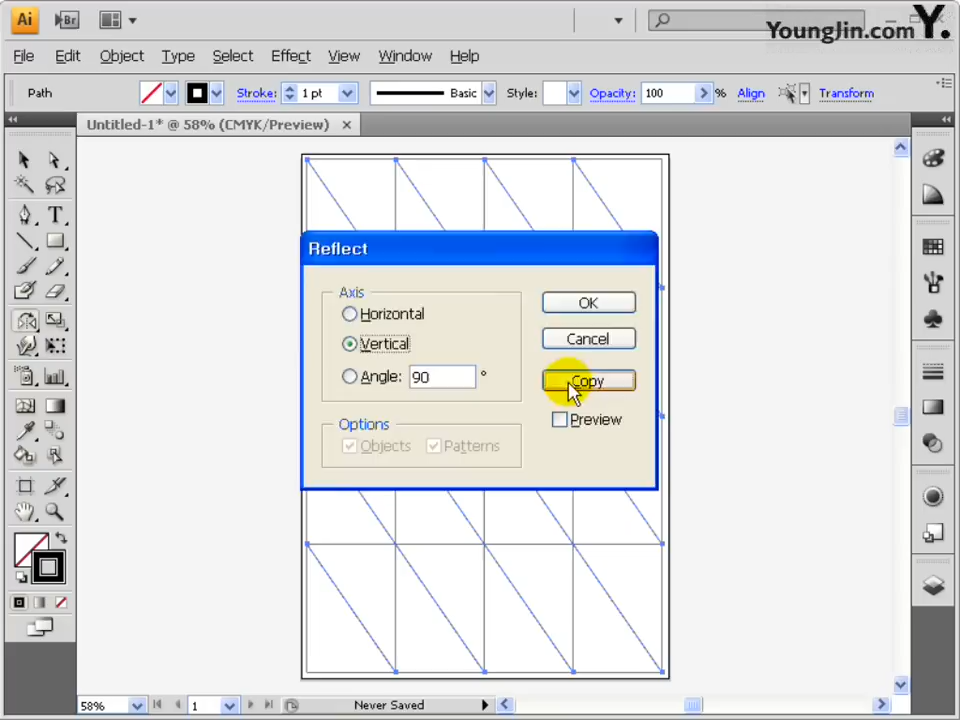 Ai Br
YoungJin.com Y.
File Edit Object Type Select Effect View Window Help
Path Stroke: 1 pt Basic Style: Opacity: 100 % Align Transform
Untitled-1* @ 58% (CMYK/Preview) ×
Reflect
Axis
Horizontal
Vertical
Angle: 90 °
OK
Cancel
Copy
Preview
Options
Objects Patterns
58% 1 Never Saved